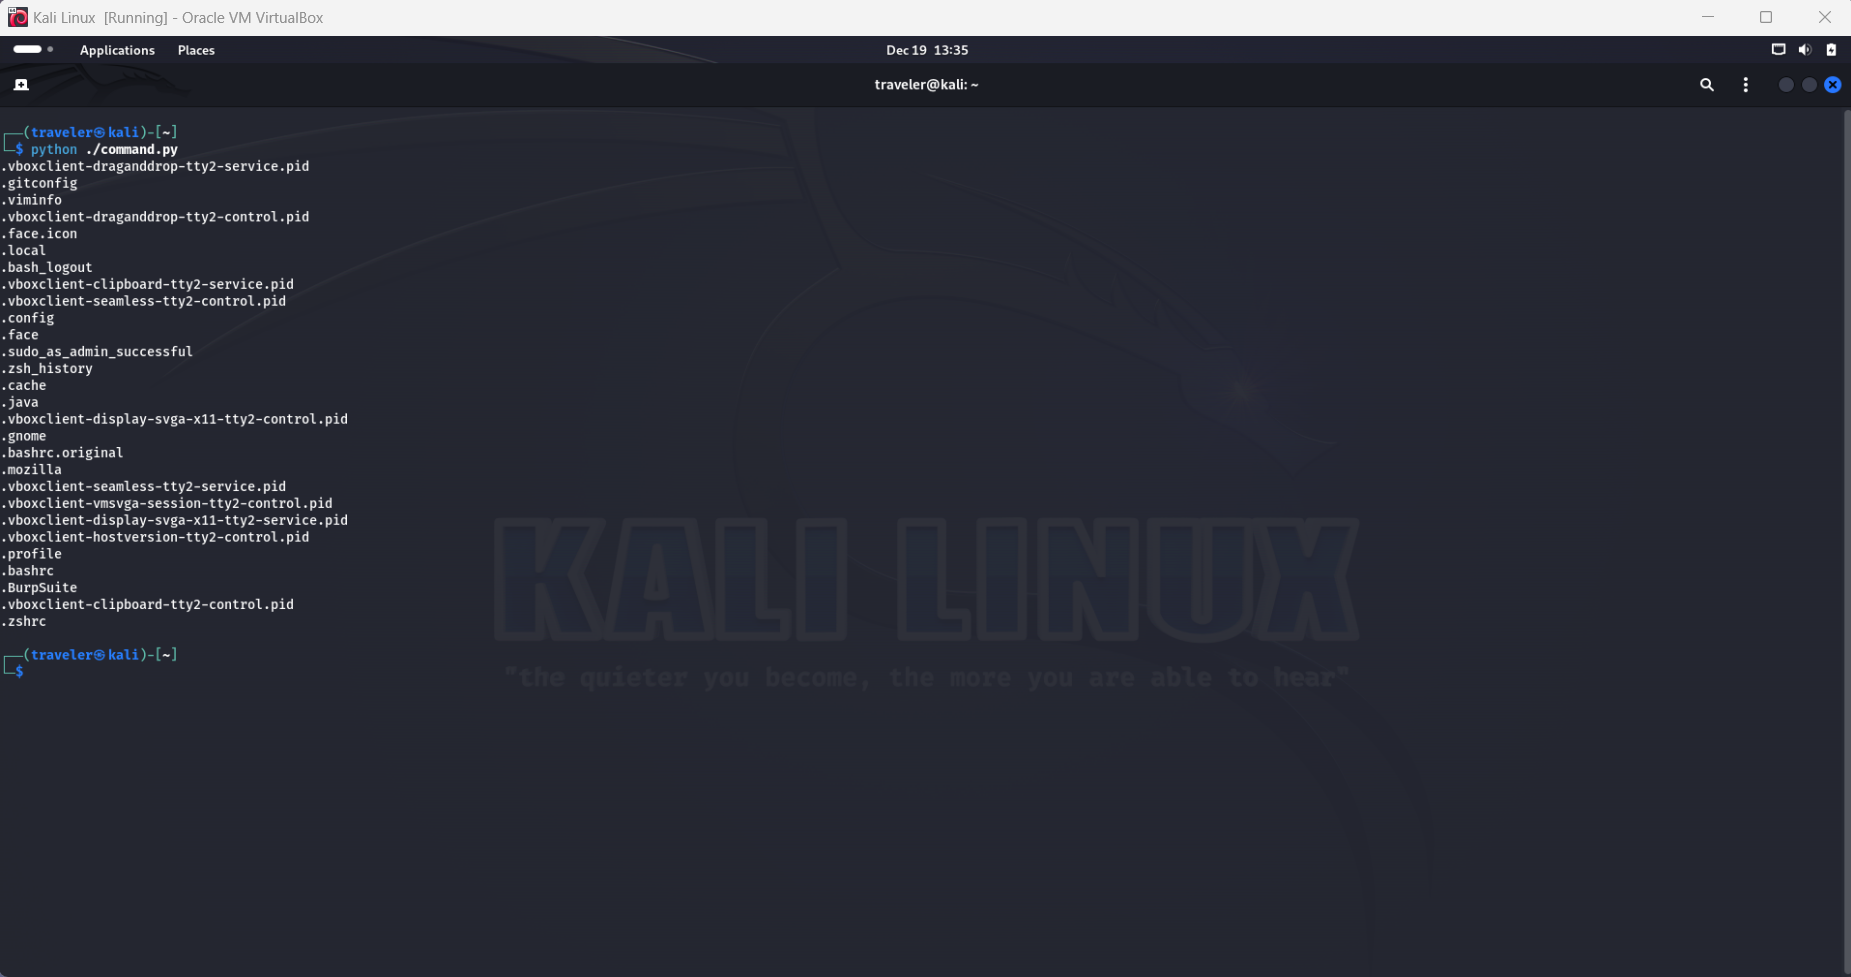 Kali Linux [Running] - Oracle VM VirtualBox
Applications Places Dec 19 13:35
traveler@kali: ~
┌──(traveler㉿kali)-[~]
└─$ python ./command.py
.vboxclient-draganddrop-tty2-service.pid
.gitconfig
.viminfo
.vboxclient-draganddrop-tty2-control.pid
.face.icon
.local
.bash_logout
.vboxclient-clipboard-tty2-service.pid
.vboxclient-seamless-tty2-control.pid
.config
.face
.sudo_as_admin_successful
.zsh_history
.cache
.java
.vboxclient-display-svga-x11-tty2-control.pid
.gnome
.bashrc.original
.mozilla
.vboxclient-seamless-tty2-service.pid
.vboxclient-vmsvga-session-tty2-control.pid
.vboxclient-display-svga-x11-tty2-service.pid
.vboxclient-hostversion-tty2-control.pid
.profile
.bashrc
.BurpSuite
.vboxclient-clipboard-tty2-control.pid
.zshrc
┌──(traveler㉿kali)-[~]
└─$
KALI LINUX
"the quieter you become, the more you are able to hear"